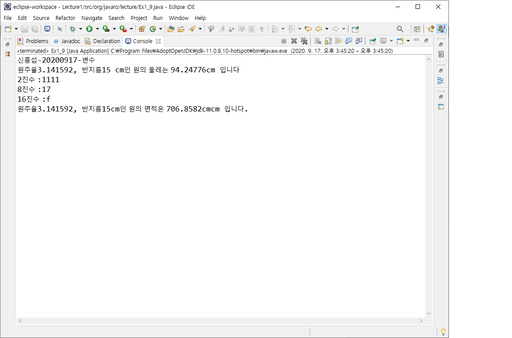 eclipse-workspace - Lecture1/src/org/javaro/lecture/Ex1_9.java - Eclipse IDE
File Edit Source Refactor Navigate Search Project Run Window Help
Problems Javadoc Declaration Console
<terminated> Ex1_9 [Java Application] C:₩Program Files₩AdoptOpenJDK₩jdk-11.0.8.10-hotspot₩bin₩javaw.exe (2020. 9. 17. 오후 3:45:20 – 오후 3:45:20)
신흥섭-20200917-변수
원주율3.141592, 반지름15 cm인 원의 둘레는 94.24776cm 입니다
2진수 :1111
8진수 :17
16진수 :f
원주율3.141592, 반지름15cm인 원의 면적은 706.8582cmcm 입니다.